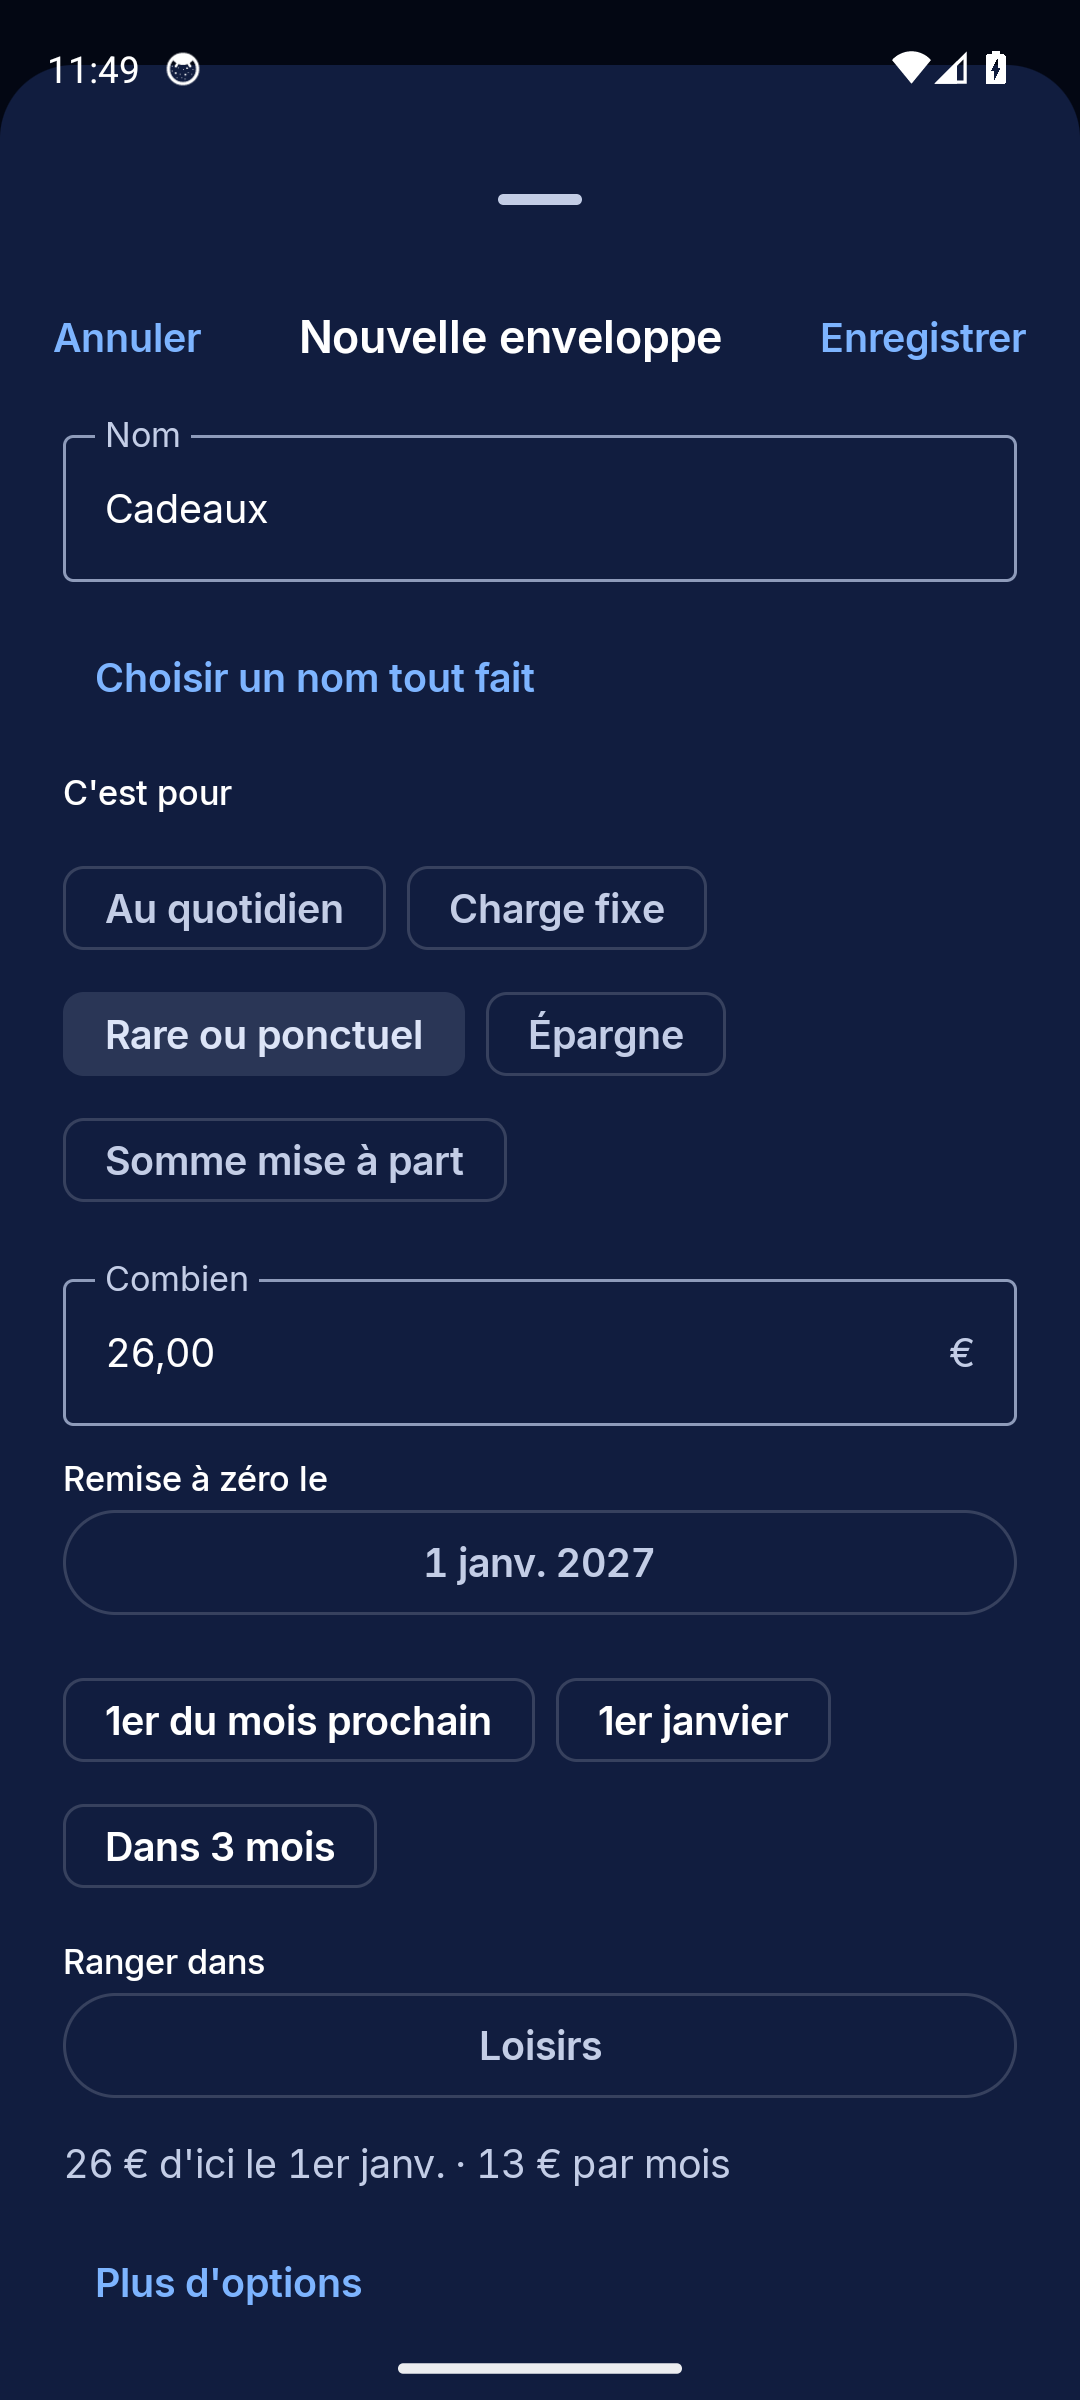 11:49
Annuler Nouvelle enveloppe Enregistrer
Nom
Cadeaux
Choisir un nom tout fait
C'est pour
Au quotidien Charge fixe
Rare ou ponctuel Épargne
Somme mise à part
Combien
26,00 €
Remise à zéro le
1 janv. 2027
1er du mois prochain 1er janvier
Dans 3 mois
Ranger dans
Loisirs
26 € d'ici le 1er janv. · 13 € par mois
Plus d'options